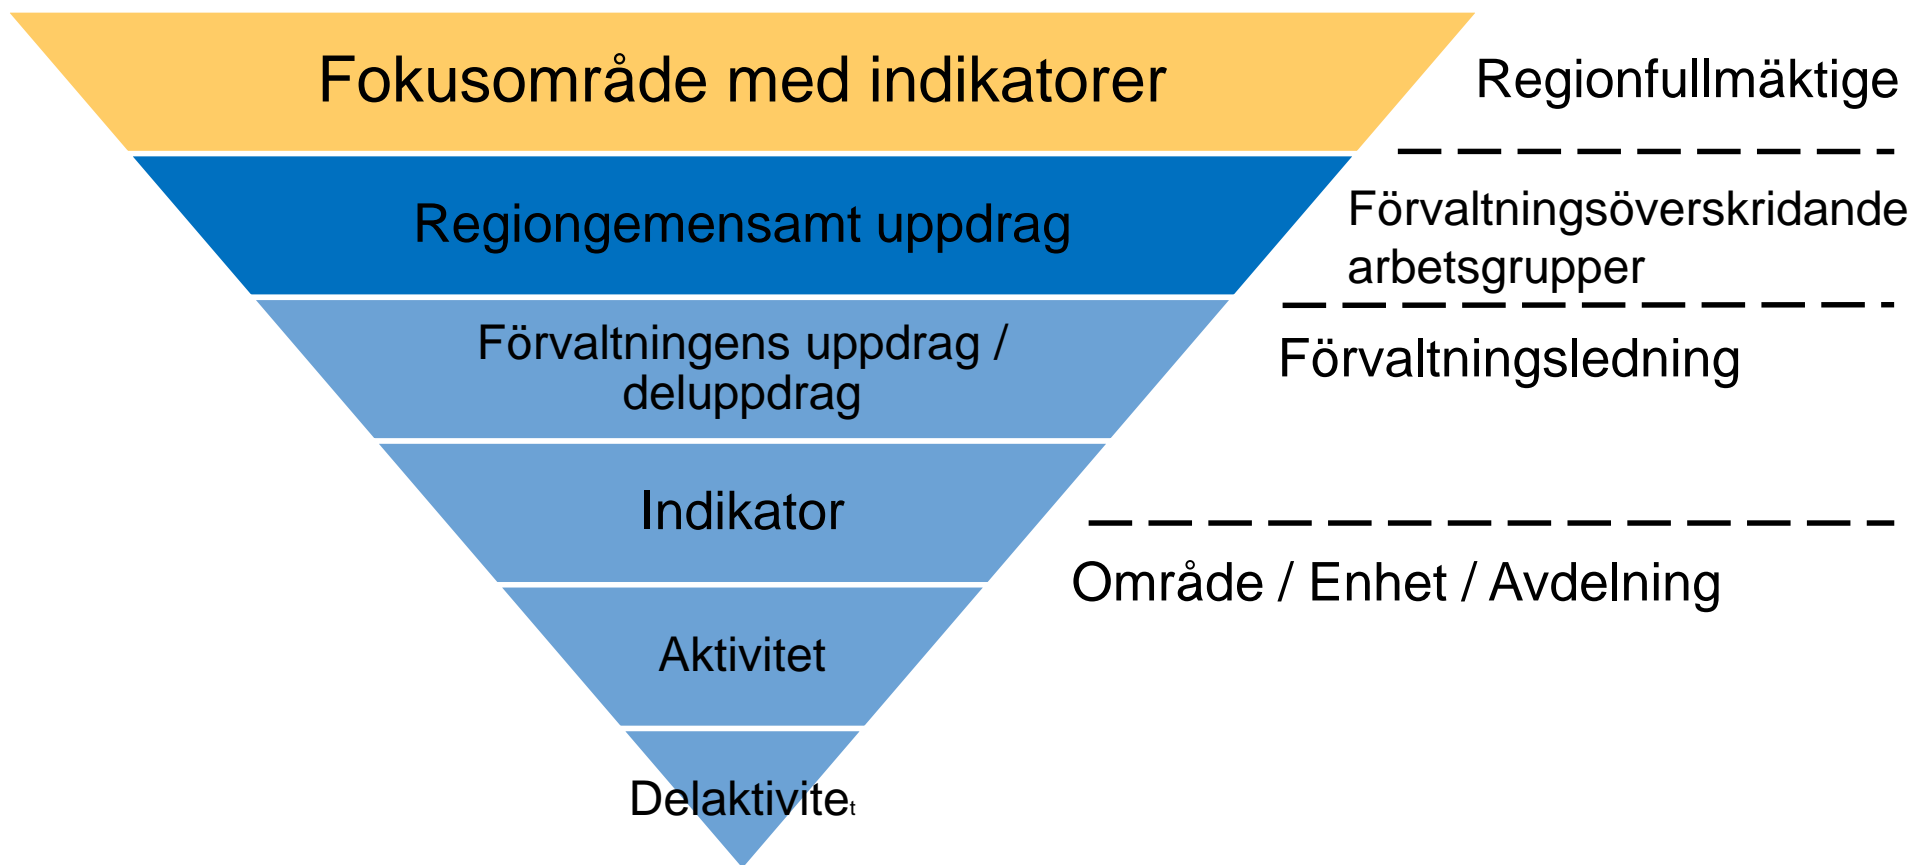 Fokusområde med indikatorer
Regionfullmäktige
Regiongemensamt uppdrag
Förvaltningsöverskridande
arbetsgrupper
Förvaltningens uppdrag /
deluppdrag
Förvaltningsledning
Indikator
Område / Enhet / Avdelning
Aktivitet
Delaktivitet